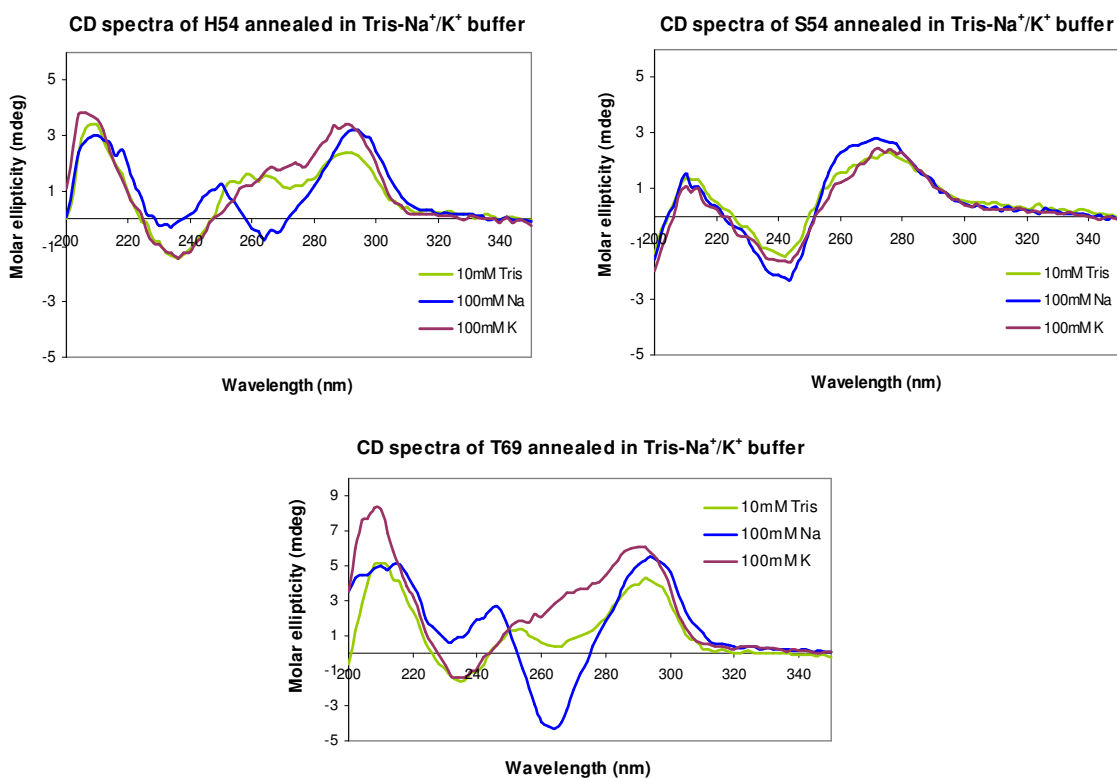 CD spectra of H54 annealed in Tris-Na⁺/K⁺ buffer
Molar ellipticity (mdeg)
5
3
1
-1
-3
-5
200 220 240 260 280 300 320 340
10mM Tris
100mM Na
100mM K
Wavelength (nm)
CD spectra of S54 annealed in Tris-Na⁺/K⁺ buffer
Molar ellipticity (mdeg)
5
3
1
-1
-3
-5
200 220 240 260 280 300 320 340
10mM Tris
100mM Na
100mM K
Wavelength (nm)
CD spectra of T69 annealed in Tris-Na⁺/K⁺ buffer
Molar ellipticity (mdeg)
9
7
5
3
1
-1
-3
-5
200 220 240 260 280 300 320 340
10mM Tris
100mM Na
100mM K
Wavelength (nm)